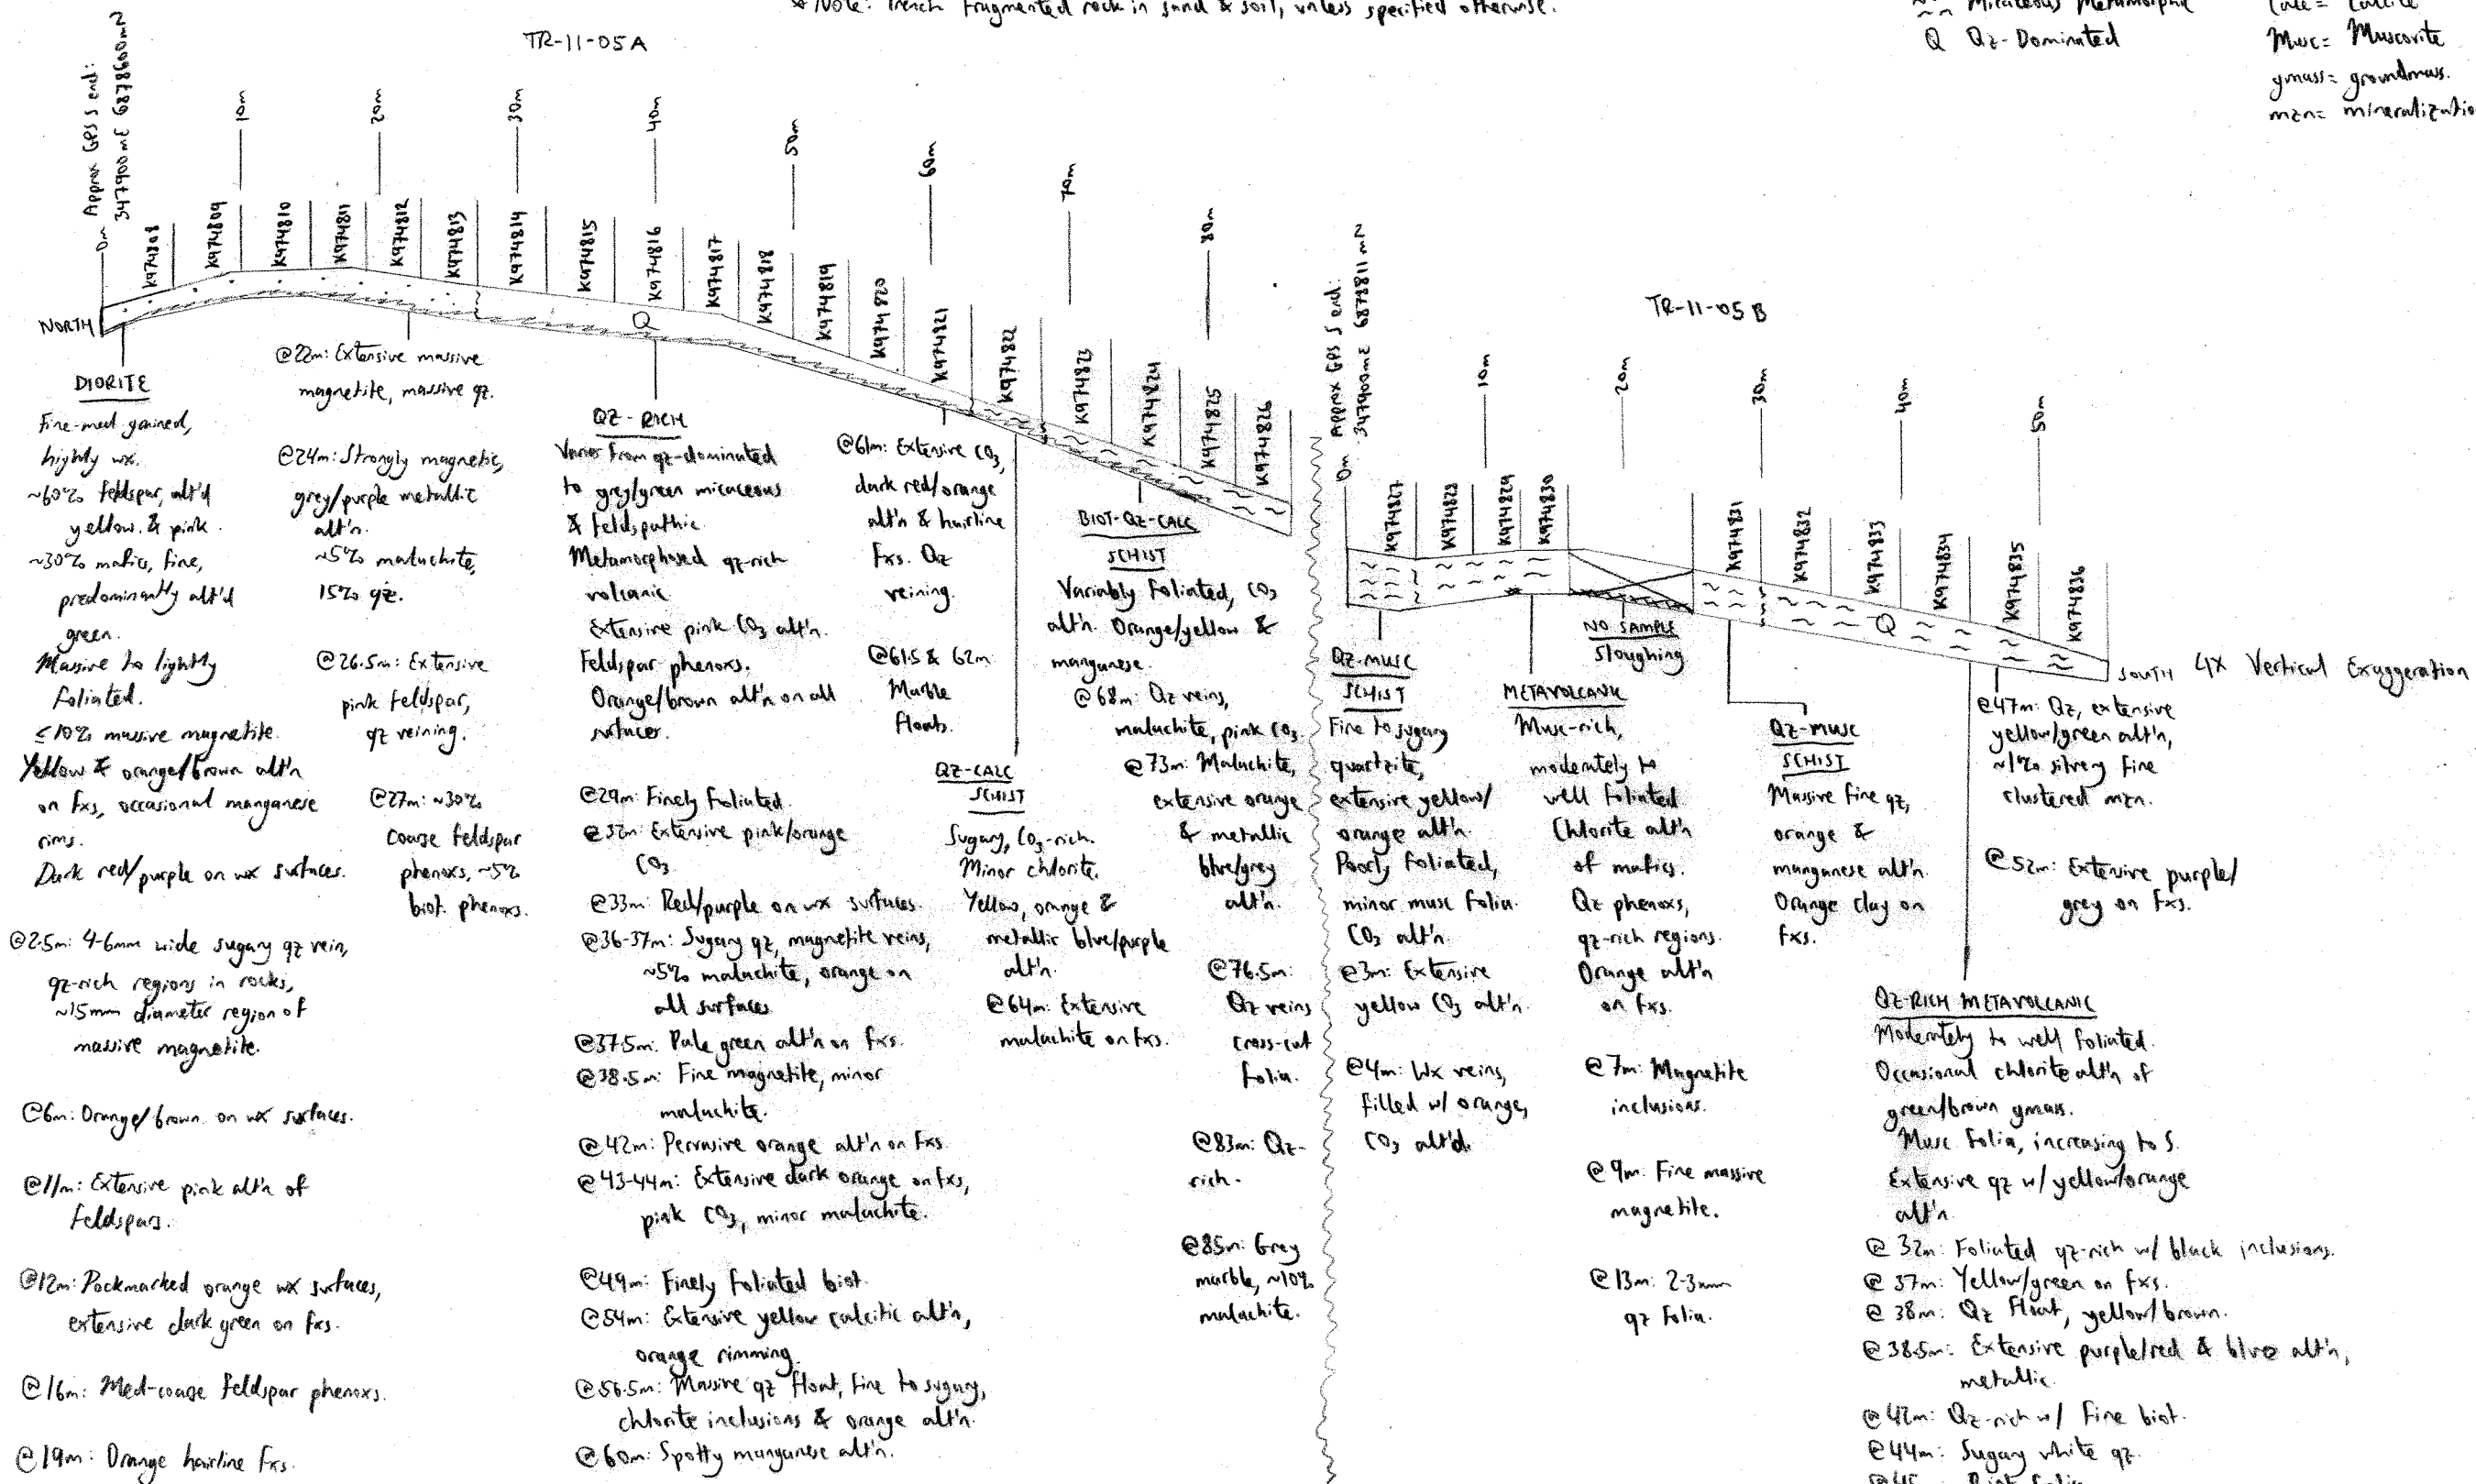 * Note: Trench fragmented rock in sand & soil, unless specified otherwise.
Micaceous Metamorphic
Q Qz-Dominated
Calc = Calcite
Musc = Muscovite
gmass = groundmass.
mzn = mineralizatio
TR-11-05A
Approx GPS S end:
347900mE 6878600mN
0m
10m
20m
30m
40m
50m
60m
70m
80m
K974808
K974809
K974810
K974811
K974812
K974813
K974814
K974815
K974816
K974817
K974818
K974819
K974820
K974821
K974822
K974823
K974824
K974825
K974826
NORTH
Q
DIORITE
Fine-med grained,
highly wx.
~60% feldspar, alt'd
yellow & pink.
~30% mafics, fine,
predominantly alt'd
green.
Massive to lightly
foliated.
≤10% massive magnetite.
Yellow & orange/brown alt'n
on fxs, occasional manganese
rims.
Dark red/purple on wx surfaces.
@2.5m: 4-6mm wide sugary qz vein,
qz-rich regions in rocks,
~15mm diameter region of
massive magnetite.
@6m: Orange/brown on wx surfaces.
@11m: Extensive pink alt'n of
feldspars.
@12m: Pockmarked orange wx surfaces,
extensive dark green on fxs.
@16m: Med-coarse feldspar phenoxs.
@19m: Orange hairline fxs.
@22m: Extensive massive
magnetite, massive qz.
@24m: Strongly magnetic,
grey/purple metallic
alt'n.
~5% malachite,
15% qz.
@26.5m: Extensive
pink feldspar,
qz veining.
@27m: ~30%
coarse feldspar
phenoxs, ~5%
biot. phenoxs.
QZ-RICH
Varies from qz-dominated
to grey/green micaceous
& feldspathic.
Metamorphosed qz-rich
volcanic
Extensive pink CO3 alt'n.
Feldspar phenoxs.
Orange/brown alt'n on all
surfaces.
@29m: Finely foliated.
@32m: Extensive pink/orange
CO3
@33m: Red/purple on wx surfaces.
@36-37m: Sugary qz, magnetite veins,
~5% malachite, orange on
all surfaces
@37.5m: Pale green alt'n on fxs.
@38.5m: Fine magnetite, minor
malachite.
@42m: Pervasive orange alt'n on fxs.
@43-44m: Extensive dark orange on fxs,
pink CO3, minor malachite.
@49m: Finely foliated biot.
@54m: Extensive yellow calcitic alt'n,
orange rimming.
@56.5m: Massive qz float, fine to sugary,
chlorite inclusions & orange alt'n.
@60m: Spotty manganese alt'n.
@61m: Extensive CO3,
dark red/orange
alt'n & hairline
fxs. Qz
veining.
@61.5 & 62m:
Marble
floats.
QZ-CALC
SCHIST
Sugary, CO3-rich.
Minor chlorite.
Yellow, orange &
metallic blue/purple
alt'n.
@64m: Extensive
malachite on fxs.
BIOT-QZ-CALC
SCHIST
Variably foliated, CO3
alt'n. Orange/yellow &
manganese.
@68m: Qz veins,
malachite, pink CO3.
@73m: Malachite,
extensive orange
& metallic
blue/grey
alt'n.
@76.5m:
Qz veins
cross-cut
folia.
@83m: Qz-
rich.
@85m: Grey
marble, ~10%
malachite.
TR-11-05B
Approx GPS S end:
347900mE 6878811mN
0m
10m
20m
30m
40m
50m
K974827
K974828
K974829
K974830
K974831
K974832
K974833
K974834
K974835
K974836
Q
SOUTH 4X Vertical Exaggeration
QZ-MUSC
SCHIST
Fine to sugary
quartzite,
extensive yellow/
orange alt'n.
Poorly foliated,
minor musc folia.
CO3 alt'n.
@3m: Extensive
yellow CO3 alt'n.
@4m: Wx veins,
filled w/ orange,
CO3 alt'd.
METAVOLCANIC
Musc-rich,
moderately to
well foliated.
Chlorite alt'n
of mafics.
Qz phenoxs,
qz-rich regions.
Orange alt'n
on fxs.
@7m: Magnetite
inclusions.
@9m: Fine massive
magnetite.
@13m: 2-3mm
qz folia.
NO SAMPLE
Sloughing
QZ-MUSC
SCHIST
Massive fine qz,
orange &
manganese alt'n.
Orange clay on
fxs.
QZ-RICH METAVOLCANIC
Moderately to well foliated.
Occasional chlorite alt'n of
green/brown gmass.
Musc folia, increasing to S.
Extensive qz w/ yellow/orange
alt'n.
@32m: Foliated qz-rich w/ black inclusions.
@37m: Yellow/green on fxs.
@38m: Qz float, yellow/brown.
@38.5m: Extensive purple/red & blue alt'n,
metallic.
@42m: Qz-rich w/ fine biot.
@44m: Sugary white qz.
@47m: Qz, extensive
yellow/green alt'n,
~1% silvery fine
clustered mzn.
@52m: Extensive purple/
grey on fxs.